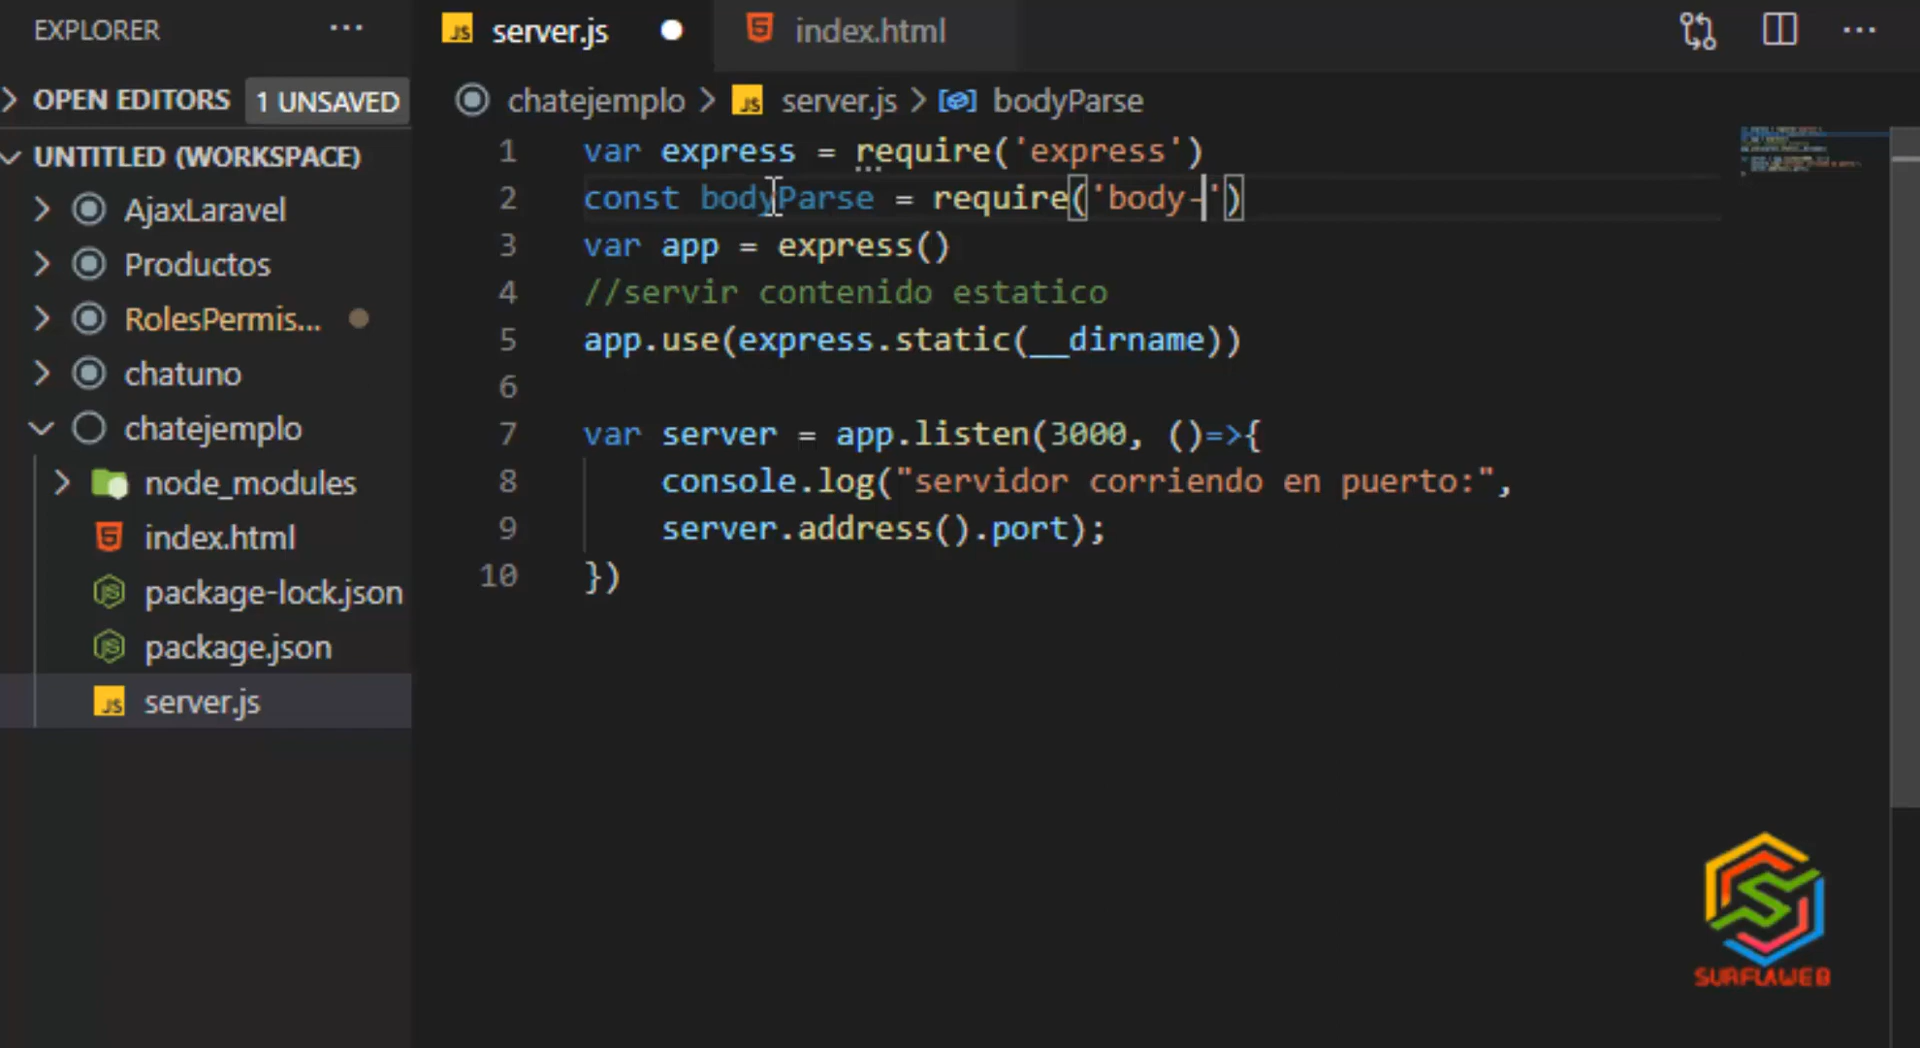 EXPLORER ...
server.js
index.html
...
OPEN EDITORS 1 UNSAVED
UNTITLED (WORKSPACE)
AjaxLaravel
Productos
RolesPermis...
chatuno
chatejemplo
node_modules
index.html
package-lock.json
package.json
server.js
chatejemplo > server.js > bodyParse
1 var express = require('express')
2 const bodyParse = require('body-')
3 var app = express()
4 //servir contenido estatico
5 app.use(express.static(__dirname))
6
7 var server = app.listen(3000, ()=>{
8 console.log("servidor corriendo en puerto:",
9 server.address().port);
10 })
SURFLAWEB